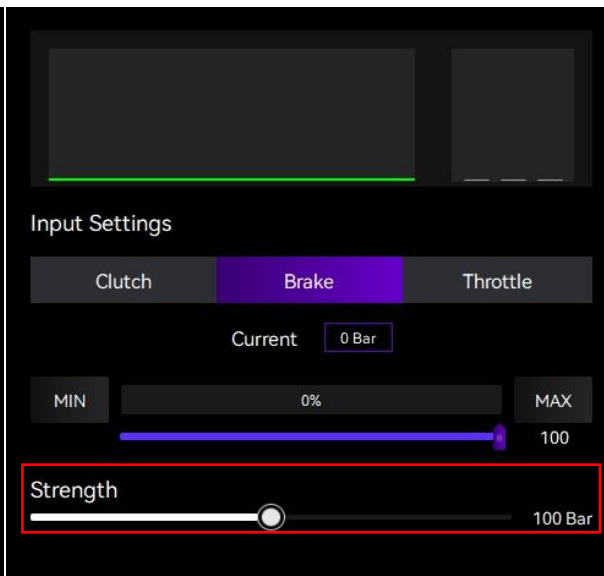 Input Settings
Clutch Brake Throttle
Current 0 Bar
MIN 0% MAX
100
Strength
100 Bar